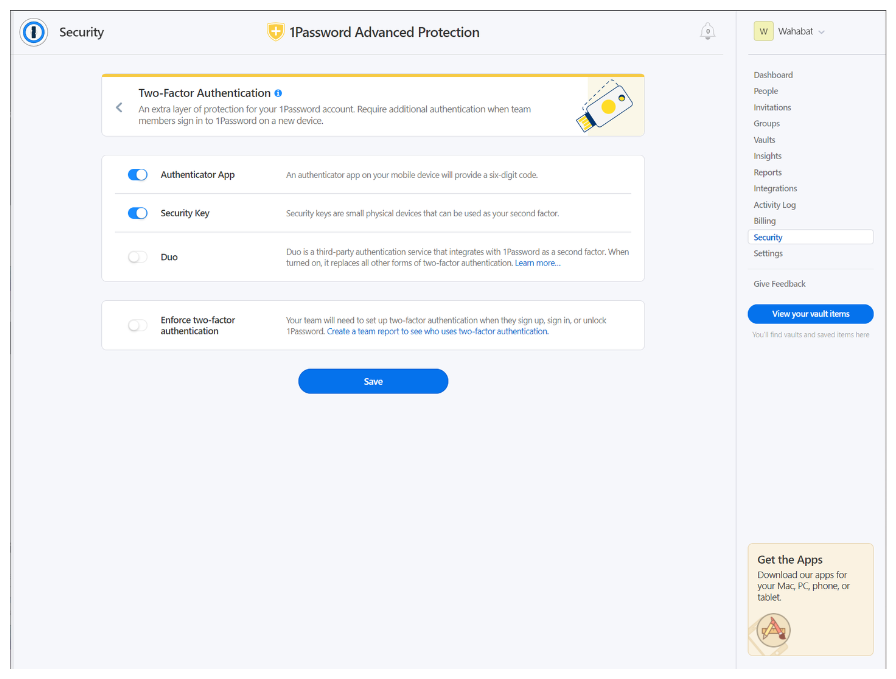 Security
1Password Advanced Protection
0
W Wahabat
Two-Factor Authentication
An extra layer of protection for your 1Password account. Require additional authentication when team
members sign in to 1Password on a new device.
Authenticator App
An authenticator app on your mobile device will provide a six-digit code.
Security Key
Security keys are small physical devices that can be used as your second factor.
Duo
Duo is a third-party authentication service that integrates with 1Password as a second factor. When
turned on, it replaces all other forms of two-factor authentication. Learn more...
Enforce two-factor
authentication
Your team will need to set up two-factor authentication when they sign up, sign in, or unlock
1Password. Create a team report to see who uses two-factor authentication.
Save
Dashboard
People
Invitations
Groups
Vaults
Insights
Reports
Integrations
Activity Log
Billing
Security
Settings
Give Feedback
View your vault items
You'll find vaults and saved items here
Get the Apps
Download our apps for
your Mac, PC, phone, or
tablet.